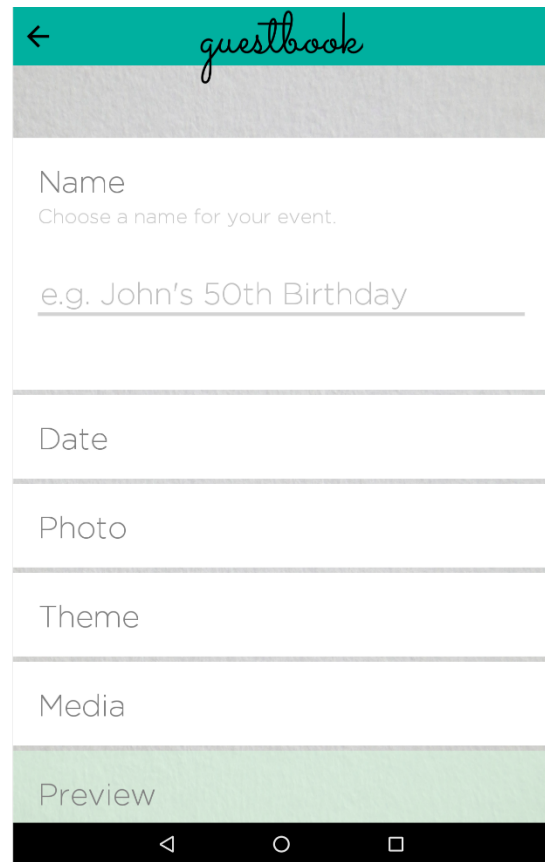 guestbook
Name
Choose a name for your event.
e.g. John's 50th Birthday
Date
Photo
Theme
Media
Preview